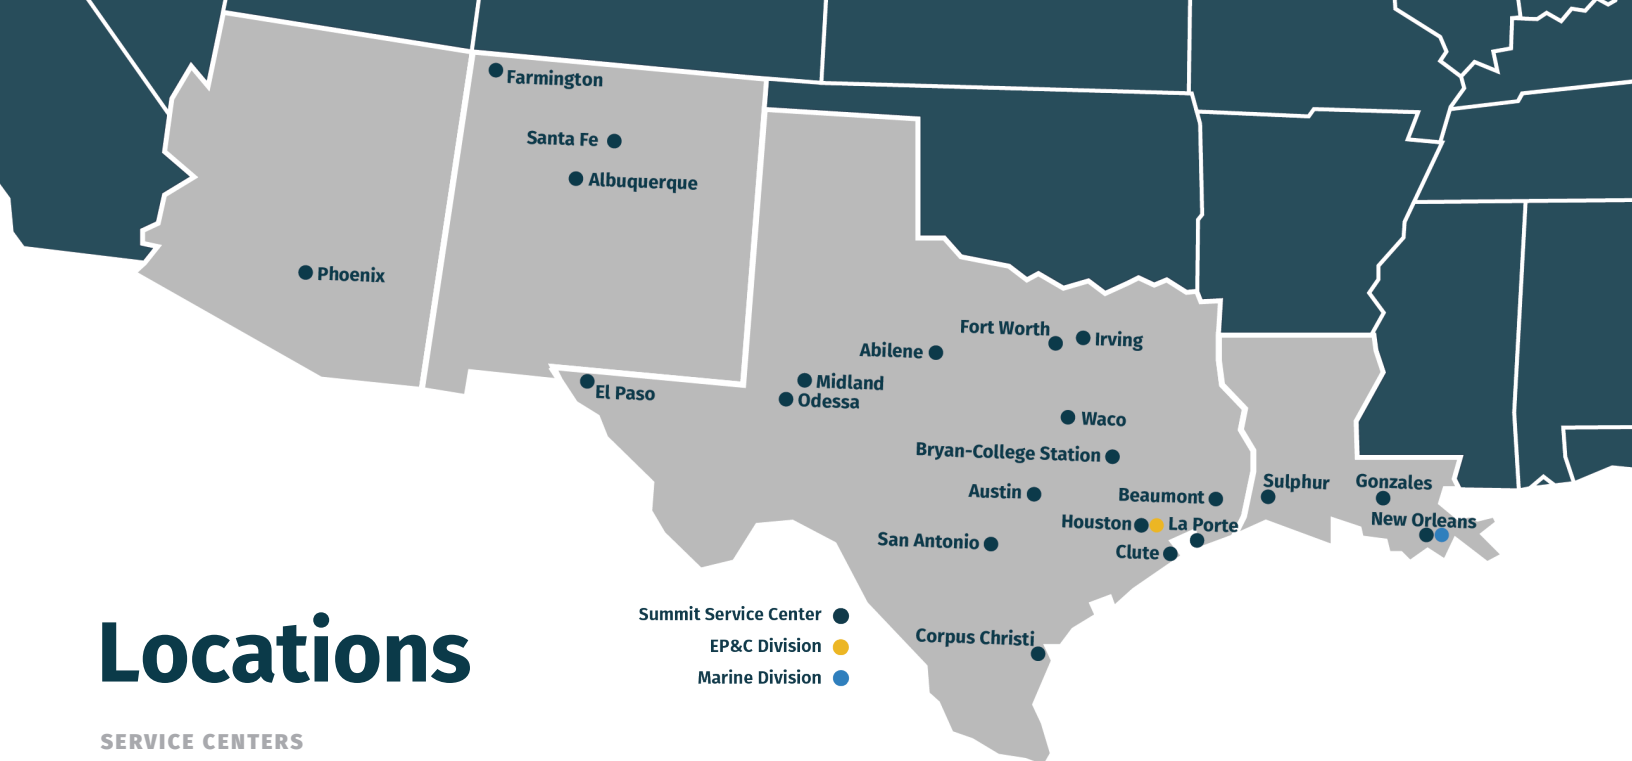 Farmington
Santa Fe
Albuquerque
Phoenix
Fort Worth
Irving
Abilene
Midland
El Paso
Odessa
Waco
Bryan-College Station
Sulphur
Gonzales
Austin
Beaumont
New Orleans
Houston
La Porte
San Antonio
Clute
Summit Service Center
EP&C Division
Marine Division
Corpus Christi
Locations
SERVICE CENTERS